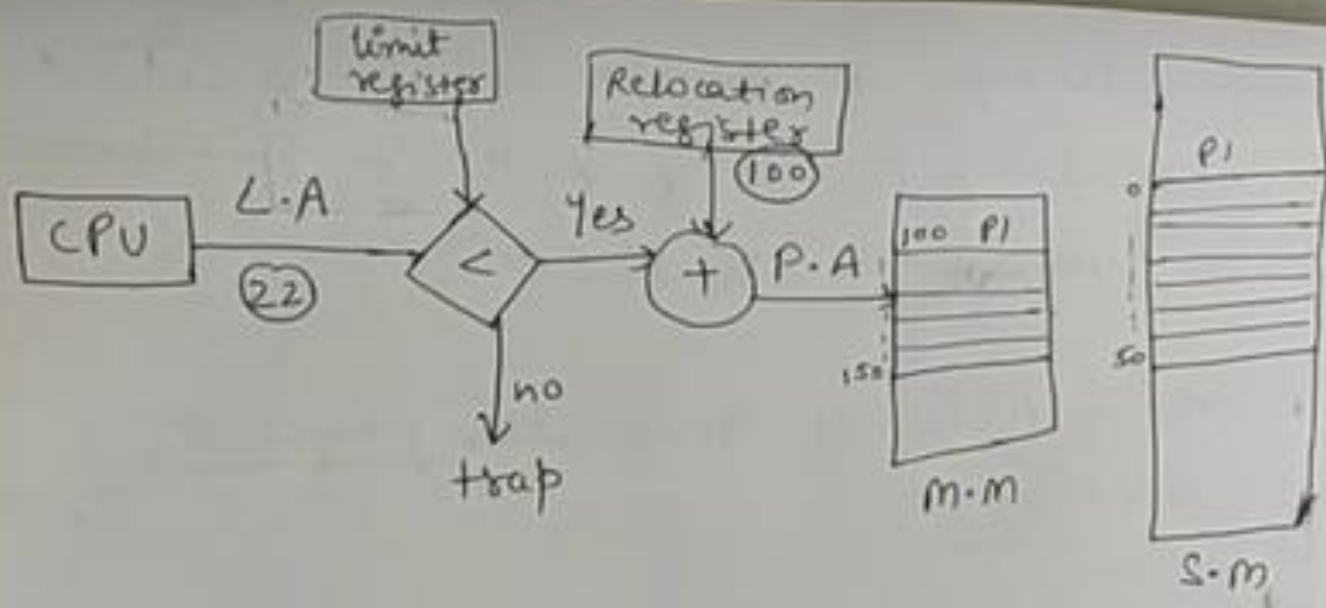 limit
register
Relocation
register
100
CPU
L.A
22
<
Yes
+
P.A
no
trap
100 P1
150
M.M
P1
0
50
S.M